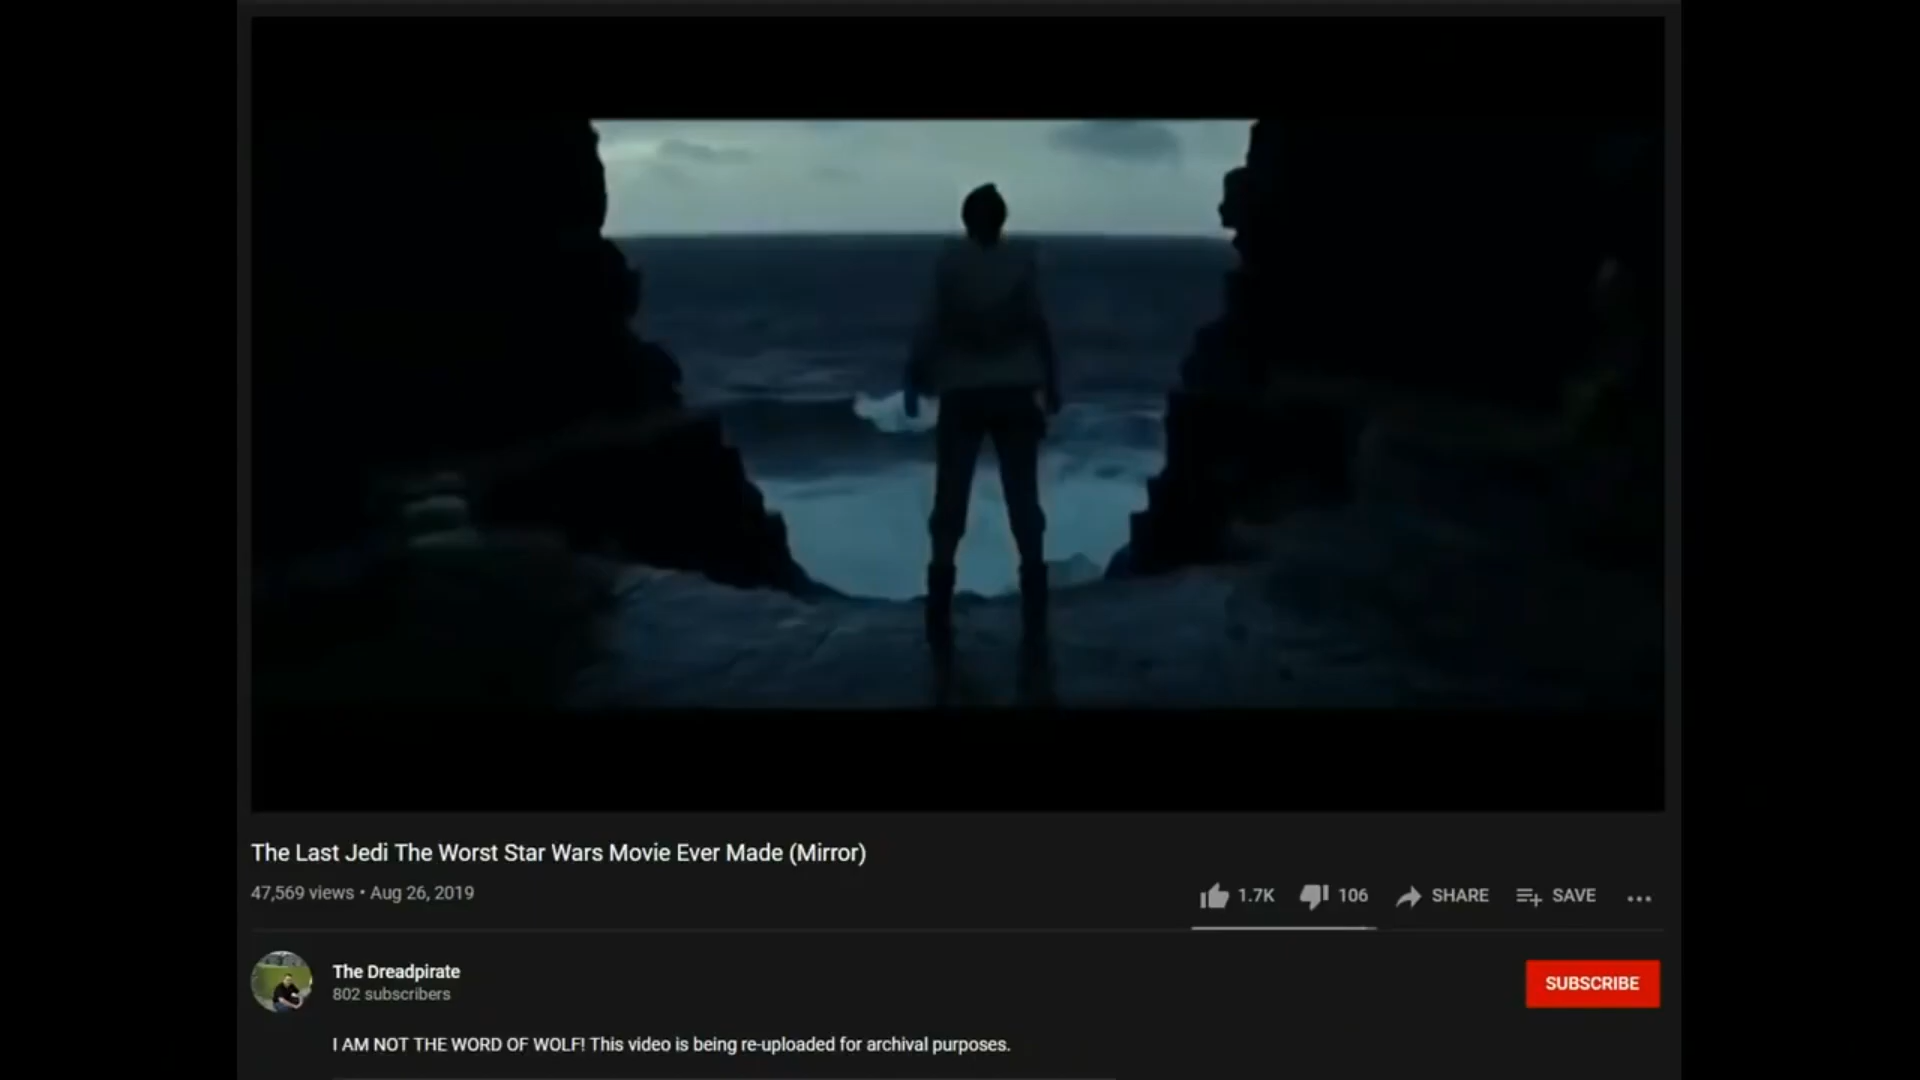 The Last Jedi The Worst Star Wars Movie Ever Made (Mirror)
47,569 views • Aug 26, 2019
1.7K 106 SHARE SAVE
The Dreadpirate
802 subscribers
SUBSCRIBE
I AM NOT THE WORD OF WOLF! This video is being re-uploaded for archival purposes.